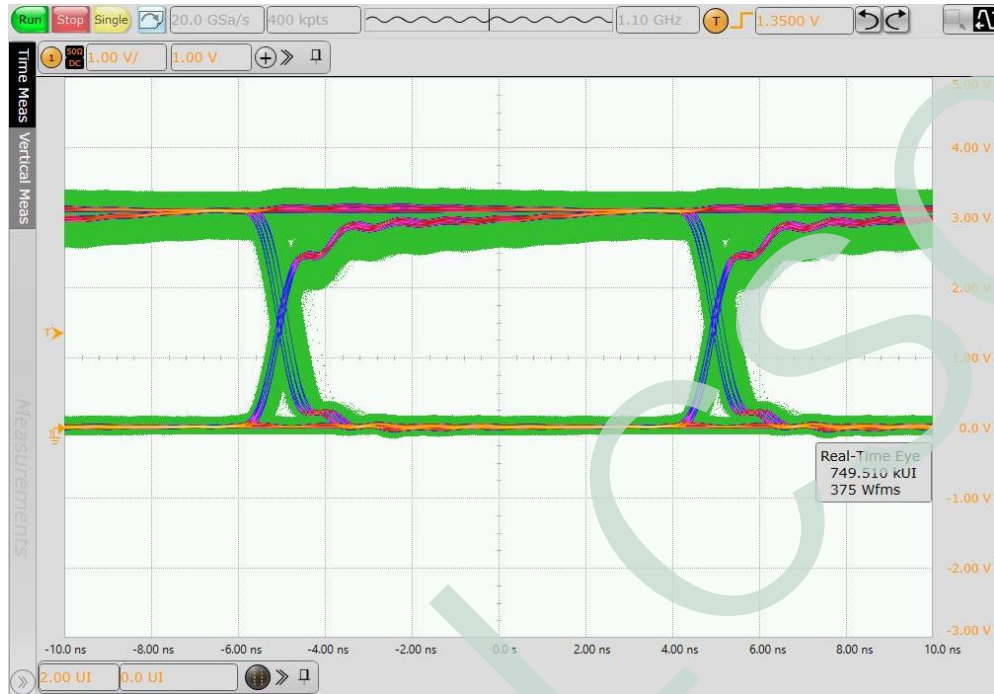 Run Stop Single 20.0 GSa/s 400 kpts 1.10 GHz T 1.3500 V
1 50Ω DC 1.00 V/ 1.00 V
Time Meas
Vertical Meas
Measurements
5.00 V
4.00 V
3.00 V
2.00 V
T
1.00 V
0.0 V
Real-Time Eye
749.510 kUI
375 Wfms
-1.00 V
-2.00 V
-3.00 V
-10.0 ns -8.00 ns -6.00 ns -4.00 ns -2.00 ns 0.0 s 2.00 ns 4.00 ns 6.00 ns 8.00 ns 10.0 ns
2.00 UI 0.0 UI